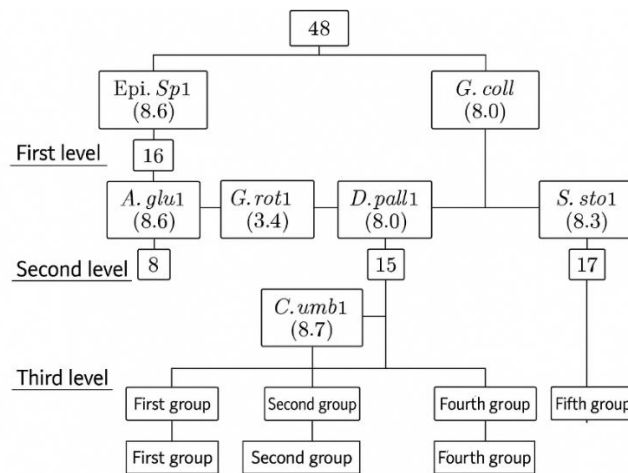 48
Epi. Sp1
(8.6)
G. coll
(8.0)
First level
16
A. glu1
(8.6)
G. rot1
(3.4)
D. pall1
(8.0)
S. sto1
(8.3)
Second level
8
15
17
C. umb1
(8.7)
Third level
First group
Second group
Fourth group
Fifth group
First group
Second group
Fourth group